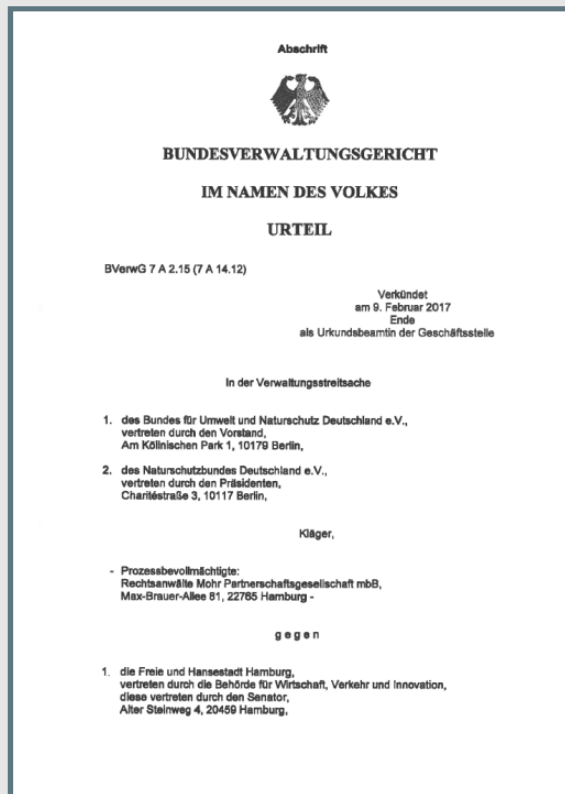 Abschrift
BUNDESVERWALTUNGSGERICHT
IM NAMEN DES VOLKES
URTEIL
BVerwG 7 A 2.15 (7 A 14.12)
Verkündet
am 9. Februar 2017
Ende
als Urkundsbeamtin der Geschäftsstelle
In der Verwaltungsstreitsache
1. des Bundes für Umwelt und Naturschutz Deutschland e.V.,
vertreten durch den Vorstand,
Am Köllnischen Park 1, 10179 Berlin,
2. des Naturschutzbundes Deutschland e.V.,
vertreten durch den Präsidenten,
Charitéstraße 3, 10117 Berlin,
Kläger,
- Prozessbevollmächtigte:
Rechtsanwälte Mohr Partnerschaftsgesellschaft mbB,
Max-Brauer-Allee 81, 22765 Hamburg -
g e g e n
1. die Freie und Hansestadt Hamburg,
vertreten durch die Behörde für Wirtschaft, Verkehr und Innovation,
diese vertreten durch den Senator,
Alter Steinweg 4, 20459 Hamburg,